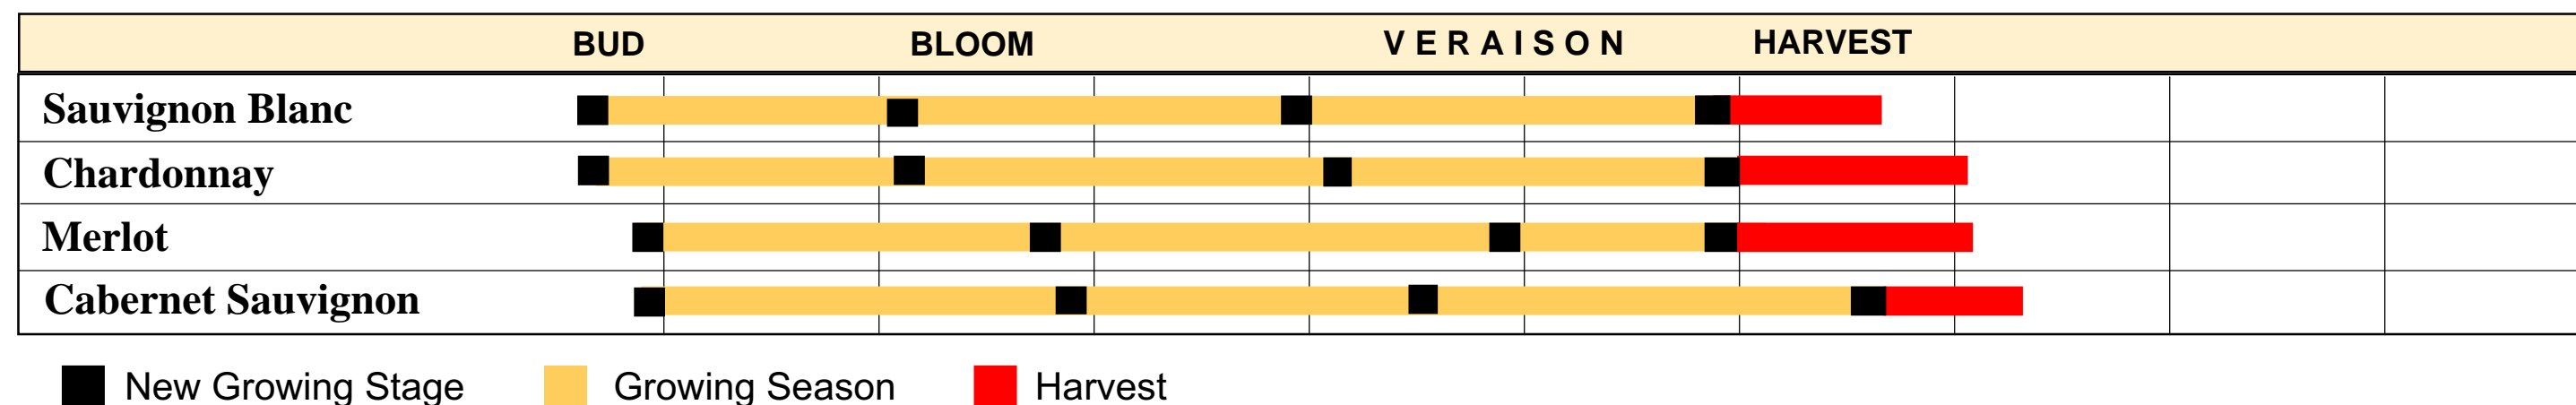 BUD BLOOM VERAISON HARVEST
Sauvignon Blanc
Chardonnay
Merlot
Cabernet Sauvignon
New Growing Stage Growing Season Harvest